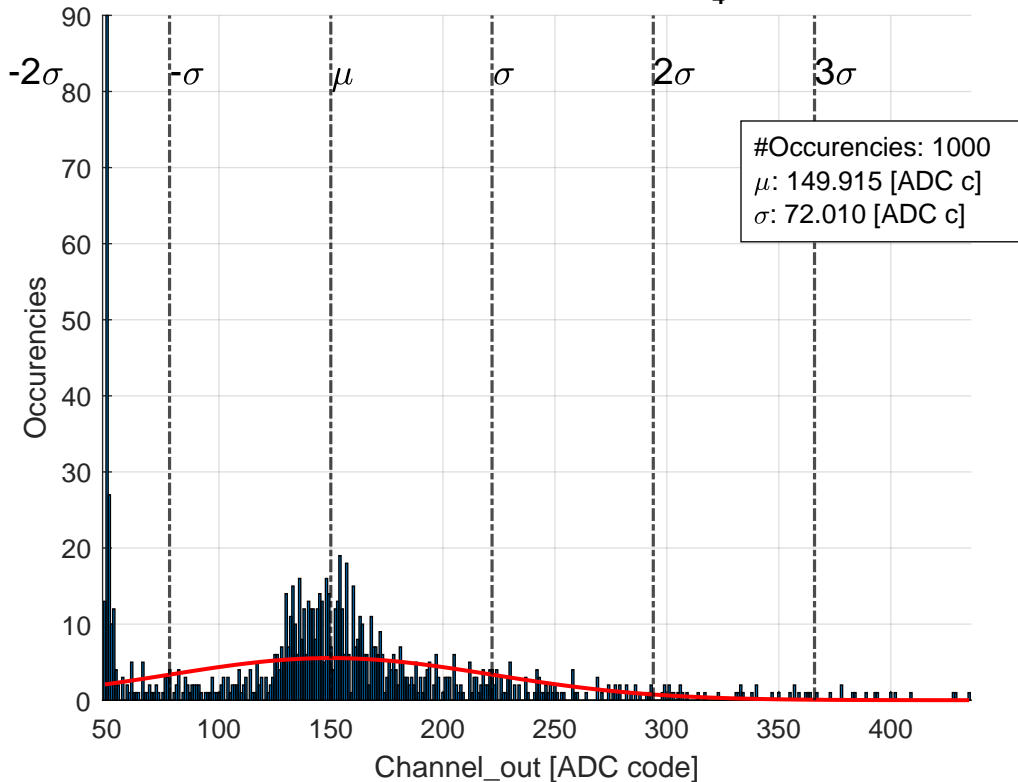 4
90
80
70
60
50
40
30
20
10
0
-2σ
-σ
μ
σ
2σ
3σ
#Occurencies: 1000
μ: 149.915 [ADC c]
σ: 72.010 [ADC c]
Occurencies
50 100 150 200 250 300 350 400
Channel_out [ADC code]